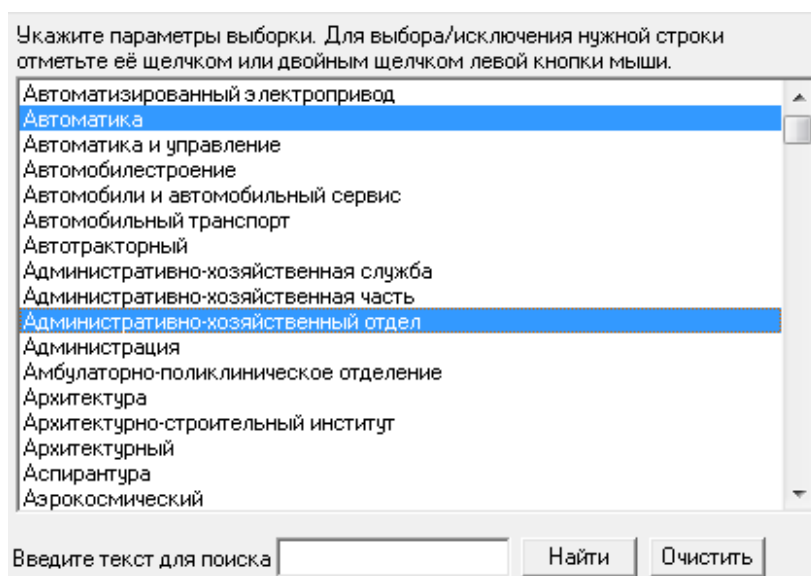 Укажите параметры выборки. Для выбора/исключения нужной строки
отметьте её щелчком или двойным щелчком левой кнопки мыши.
Автоматизированный электропривод
Автоматика
Автоматика и управление
Автомобилестроение
Автомобили и автомобильный сервис
Автомобильный транспорт
Автотракторный
Административно-хозяйственная служба
Административно-хозяйственная часть
Административно-хозяйственный отдел
Администрация
Амбулаторно-поликлиническое отделение
Архитектура
Архитектурно-строительный институт
Архитектурный
Аспирантура
Аэрокосмический
Введите текст для поиска Найти Очистить